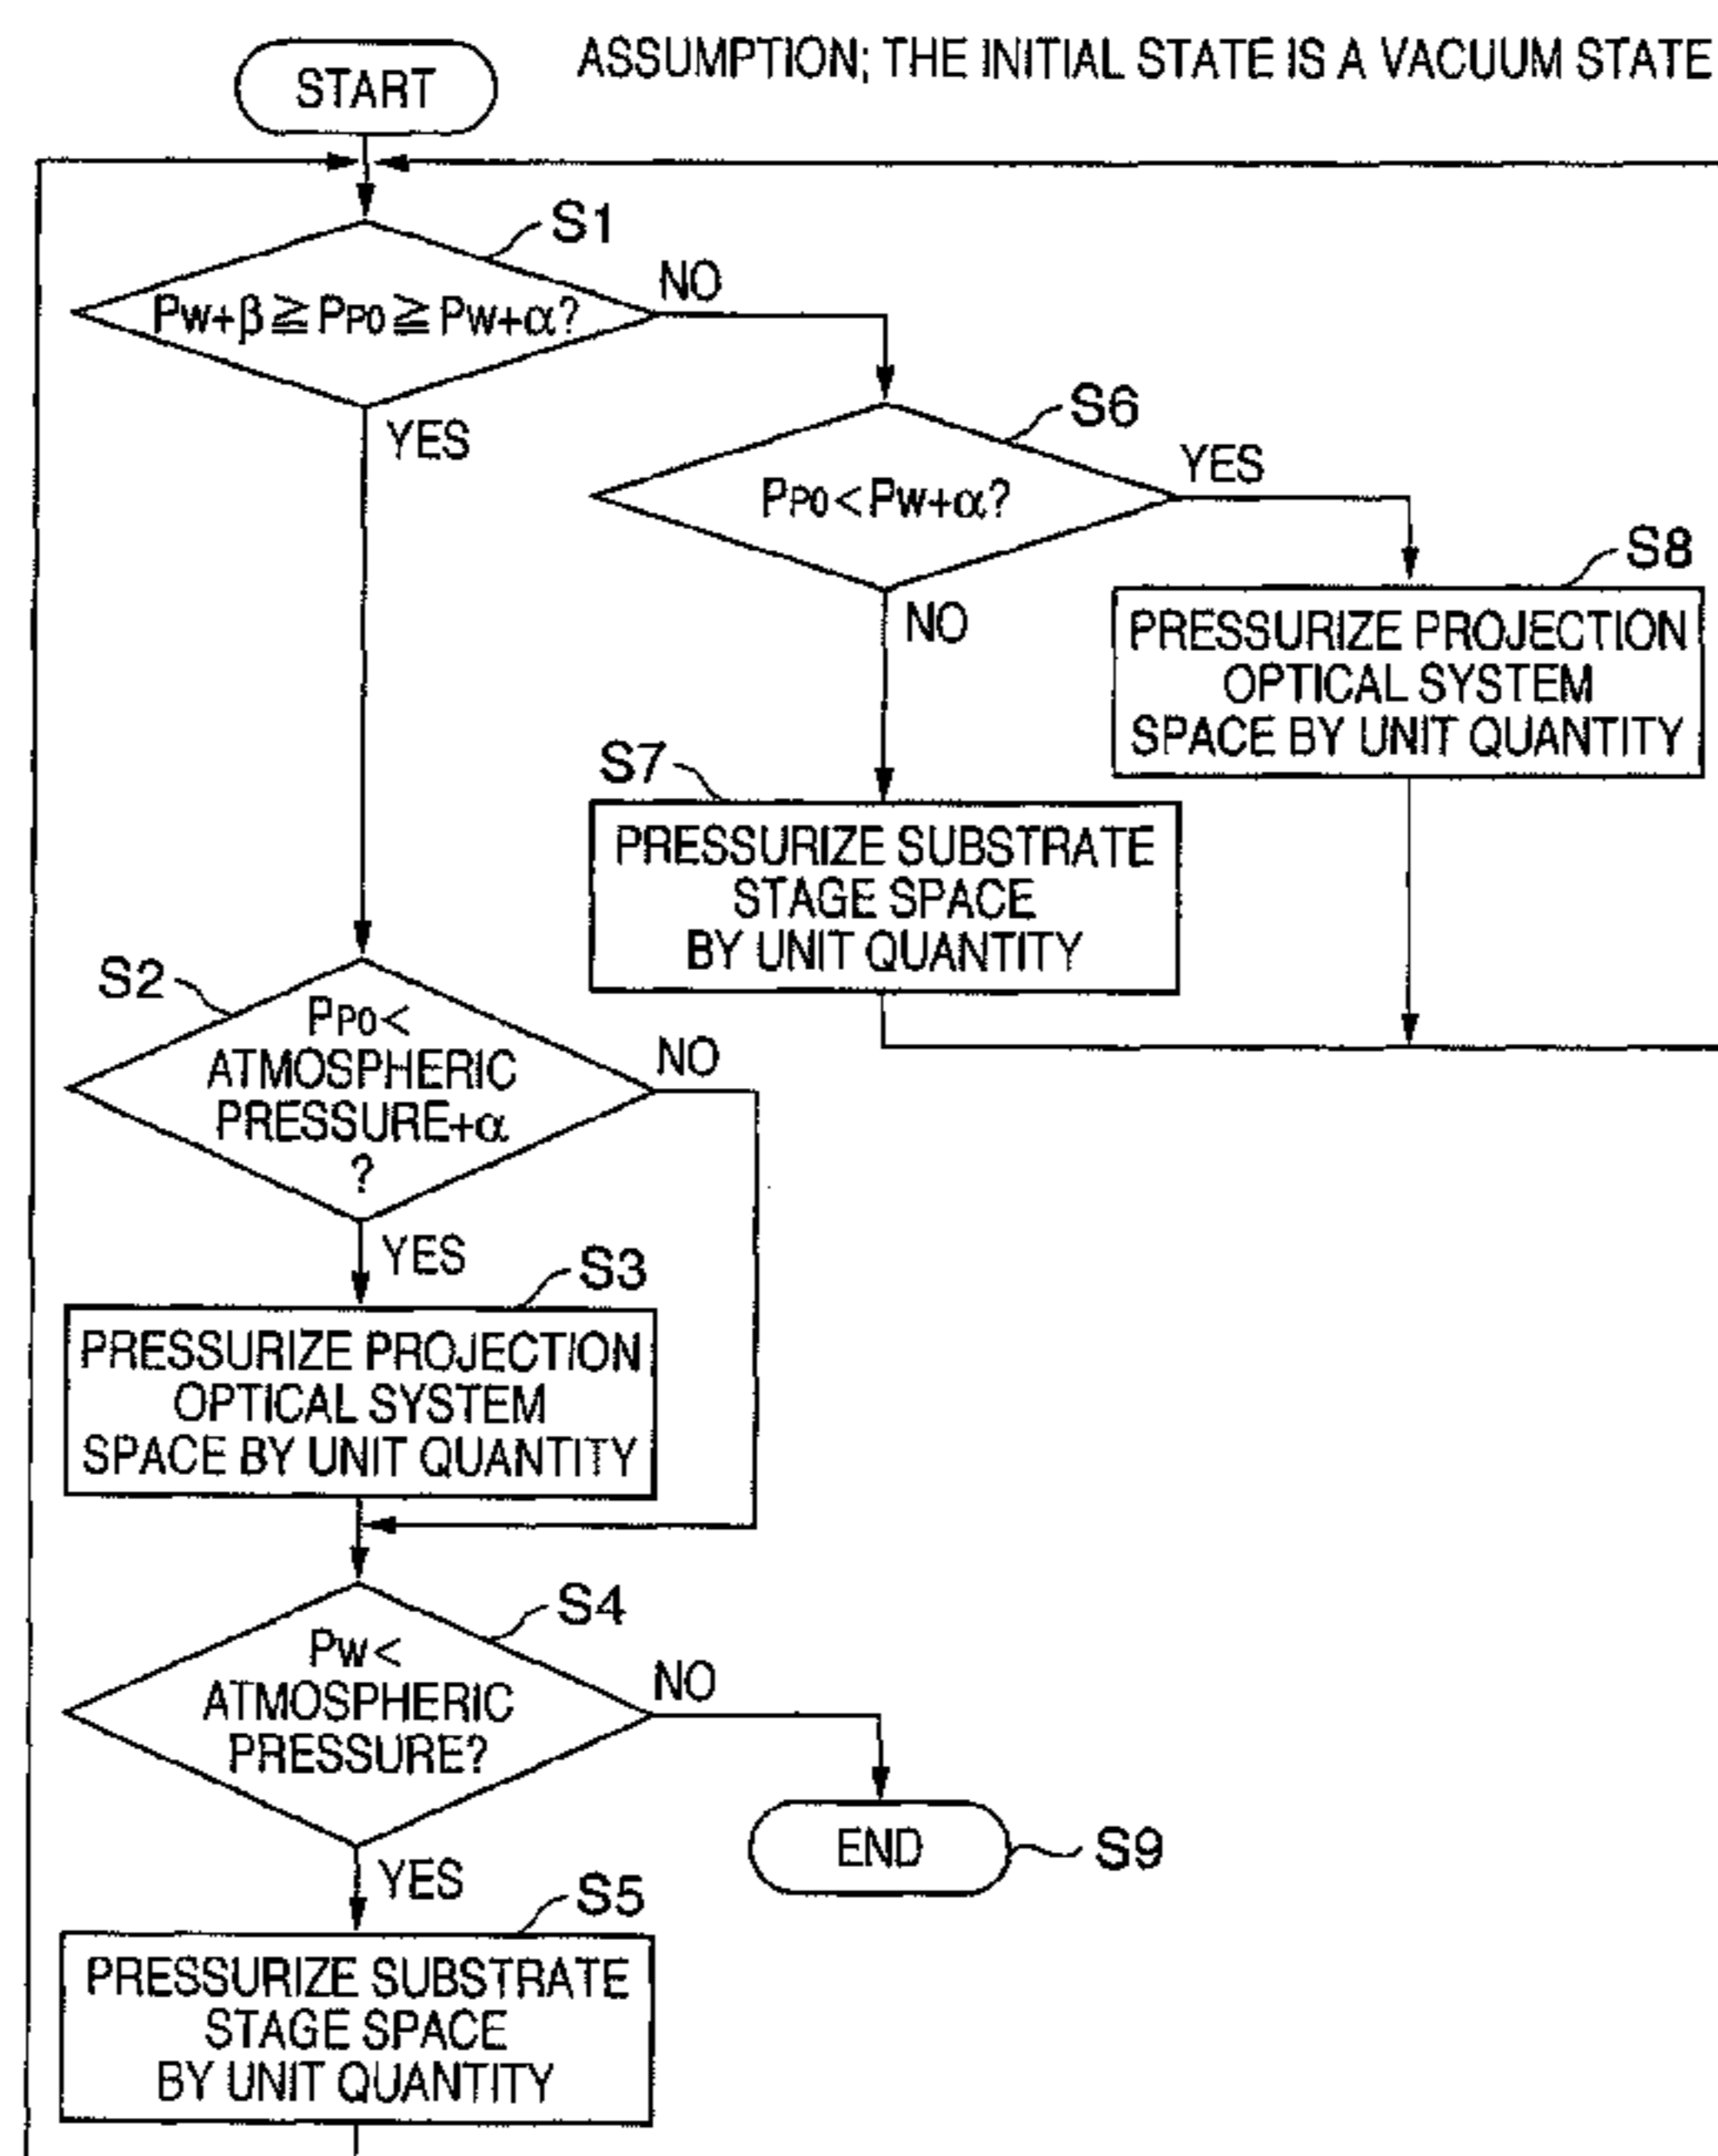 START
ASSUMPTION; THE INITIAL STATE IS A VACUUM STATE
S1
PW+β≧PP0≧PW+α?
NO
YES
S6
PP0<PW+α?
YES
NO
S8
PRESSURIZE PROJECTION
OPTICAL SYSTEM
SPACE BY UNIT QUANTITY
S7
PRESSURIZE SUBSTRATE
STAGE SPACE
BY UNIT QUANTITY
S2
PP0<
ATMOSPHERIC
PRESSURE+α
?
NO
YES
S3
PRESSURIZE PROJECTION
OPTICAL SYSTEM
SPACE BY UNIT QUANTITY
S4
PW<
ATMOSPHERIC
PRESSURE?
NO
YES
END
S9
S5
PRESSURIZE SUBSTRATE
STAGE SPACE
BY UNIT QUANTITY